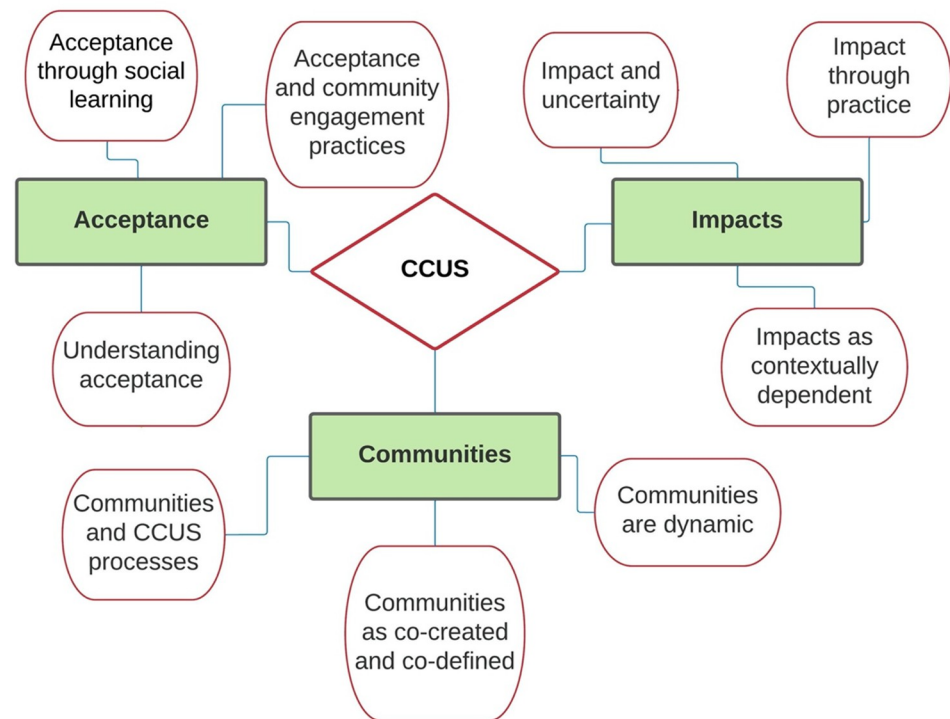 Acceptance
through social
learning
Acceptance
and community
engagement
practices
Impact and
uncertainty
Impact
through
practice
Acceptance
Impacts
CCUS
Understanding
acceptance
Impacts as
contextually
dependent
Communities
Communities
and CCUS
processes
Communities
are dynamic
Communities
as co-created
and co-defined